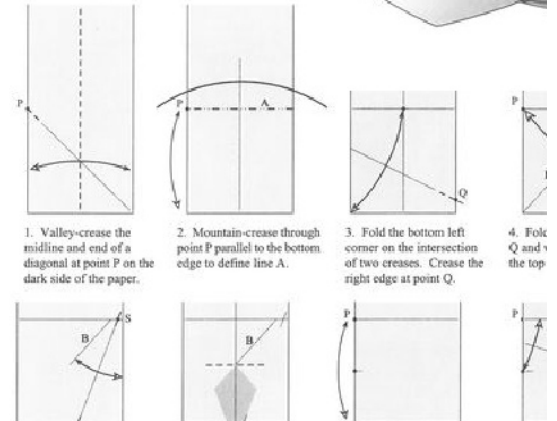 P
P
A
P
Q
1. Valley-crease the
midline and end of a
diagonal at point P on the
dark side of the paper.
2. Mountain-crease through
point P parallel to the bottom
edge to define line A.
3. Fold the bottom left
corner on the intersection
of two creases. Crease the
right edge at point Q.
4. Fold
Q and
the top
S
B
B
P
P